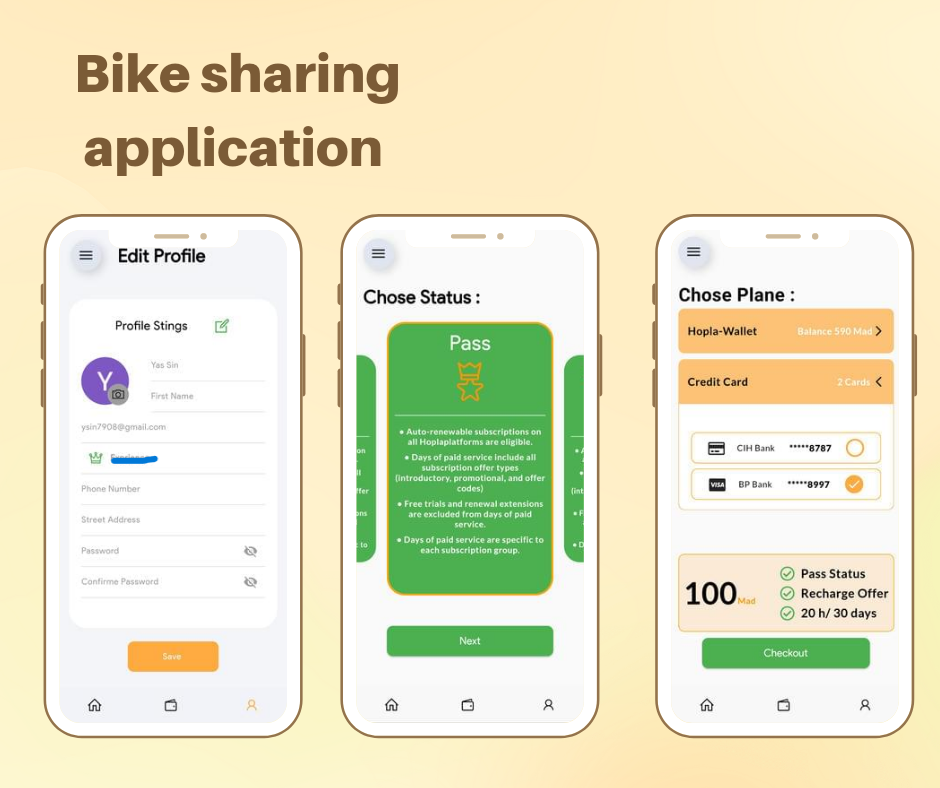 Bike sharing
application
Edit Profile
Profile Stings
Y
Yas Sin
First Name
ysin7908@gmail.com
Phone Number
Street Address
Password
Confirme Password
Save
Chose Status :
Pass
• Auto-renewable subscriptions on
all Hoplaplatforms are eligible.
• Days of paid service include all
subscription offer types
(introductory, promotional, and offer
codes)
• Free trials and renewal extensions
are excluded from days of paid
service.
• Days of paid service are specific to
each subscription group.
Next
Chose Plane :
Hopla-Wallet Balance 590 Mad
Credit Card 2 Cards
CIH Bank *****8787
VISA BP Bank *****8997
100 Mad
Pass Status
Recharge Offer
20 h/ 30 days
Checkout